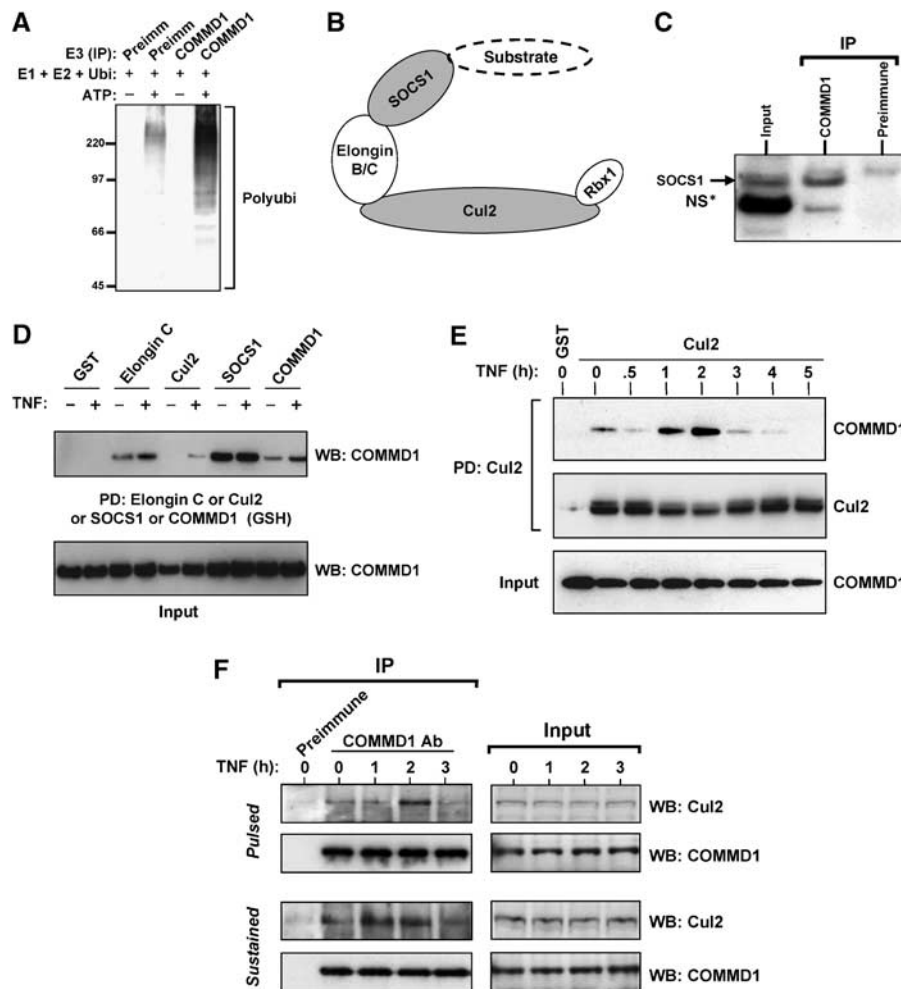 A
E3 (IP): Preimm Preimm COMMD1 COMMD1
E1 + E2 + Ubi: + + + +
ATP: – + – +
220
97
66
45
Polyubi
B
Substrate
SOCS1
Elongin
B/C
Rbx1
Cul2
C
IP
Input COMMD1 Preimmune
SOCS1
NS*
D
GST Elongin C Cul2 SOCS1 COMMD1
TNF: – + – + – + – + – +
WB: COMMD1
PD: Elongin C or Cul2
or SOCS1 or COMMD1 (GSH)
WB: COMMD1
Input
E
GST Cul2
TNF (h): 0 0 .5 1 2 3 4 5
PD: Cul2
COMMD1
Cul2
Input COMMD1
F
IP
Preimmune COMMD1 Ab Input
TNF (h): 0 0 1 2 3 0 1 2 3
Pulsed
WB: Cul2
WB: COMMD1
Sustained
WB: Cul2
WB: COMMD1